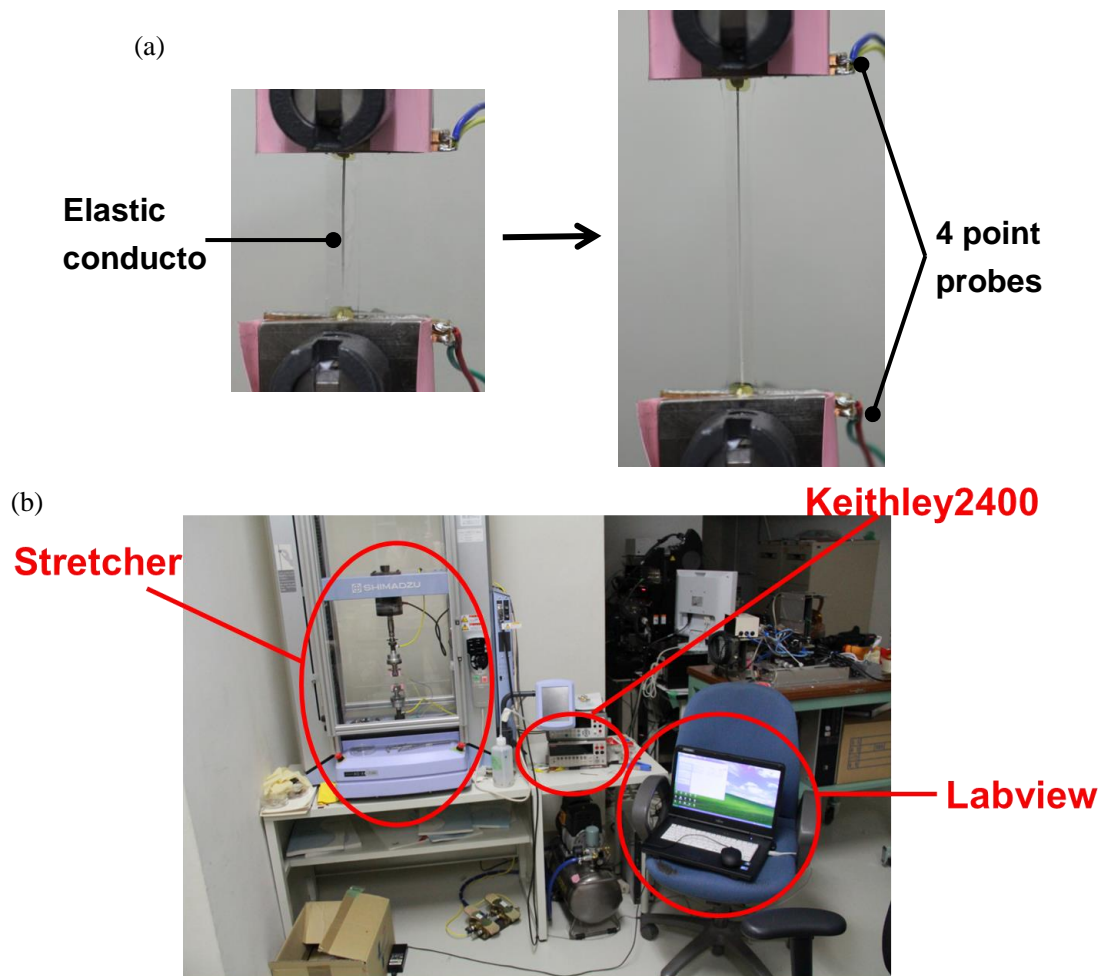 (a)
Elastic
conducto
4 point
probes
(b)
Keithley2400
Stretcher
SHIMADZU
Labview